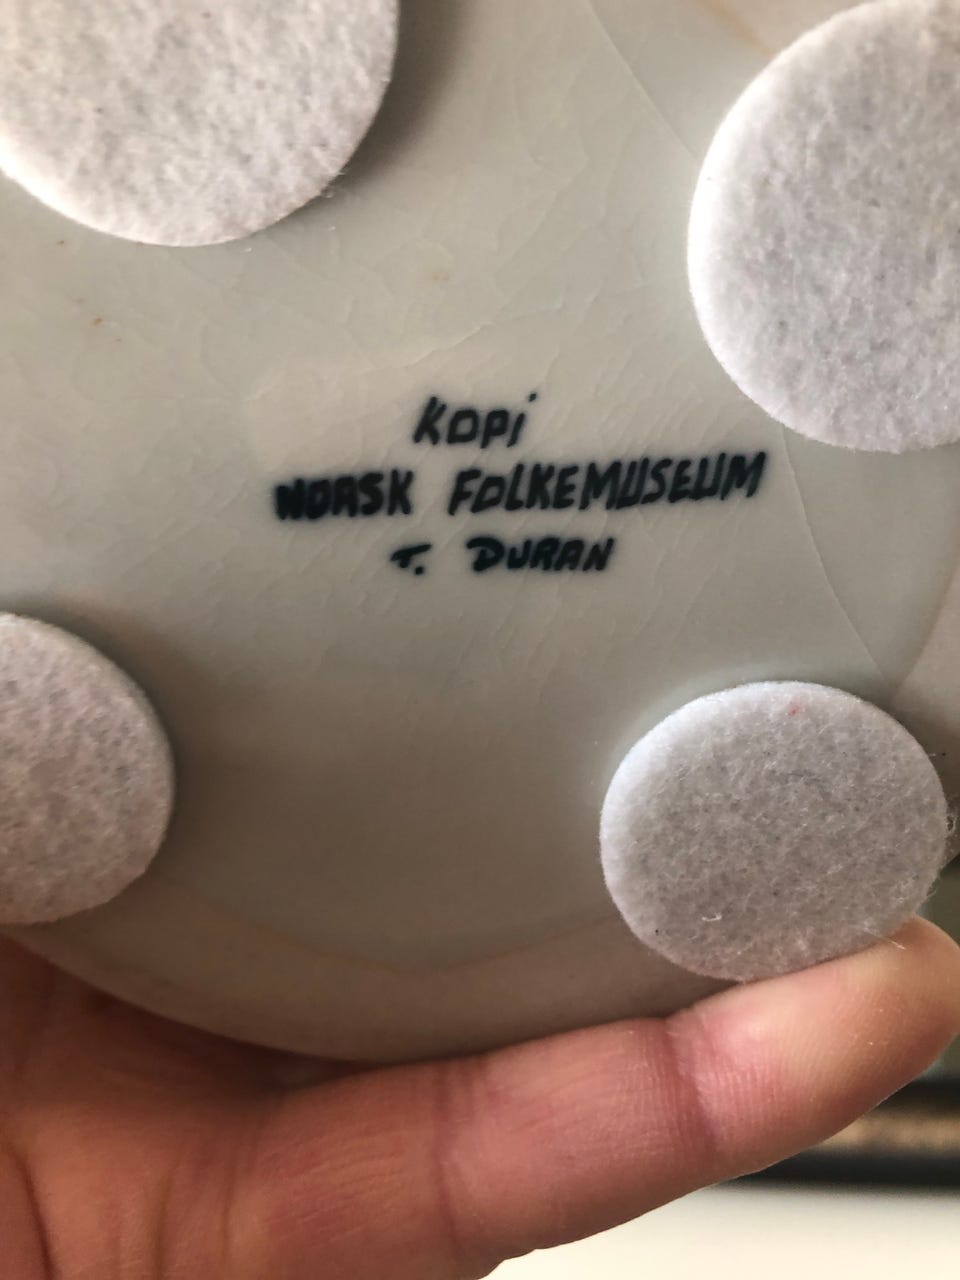 KOPi
NORSK FOLKEMUSEUM
T. DURAN